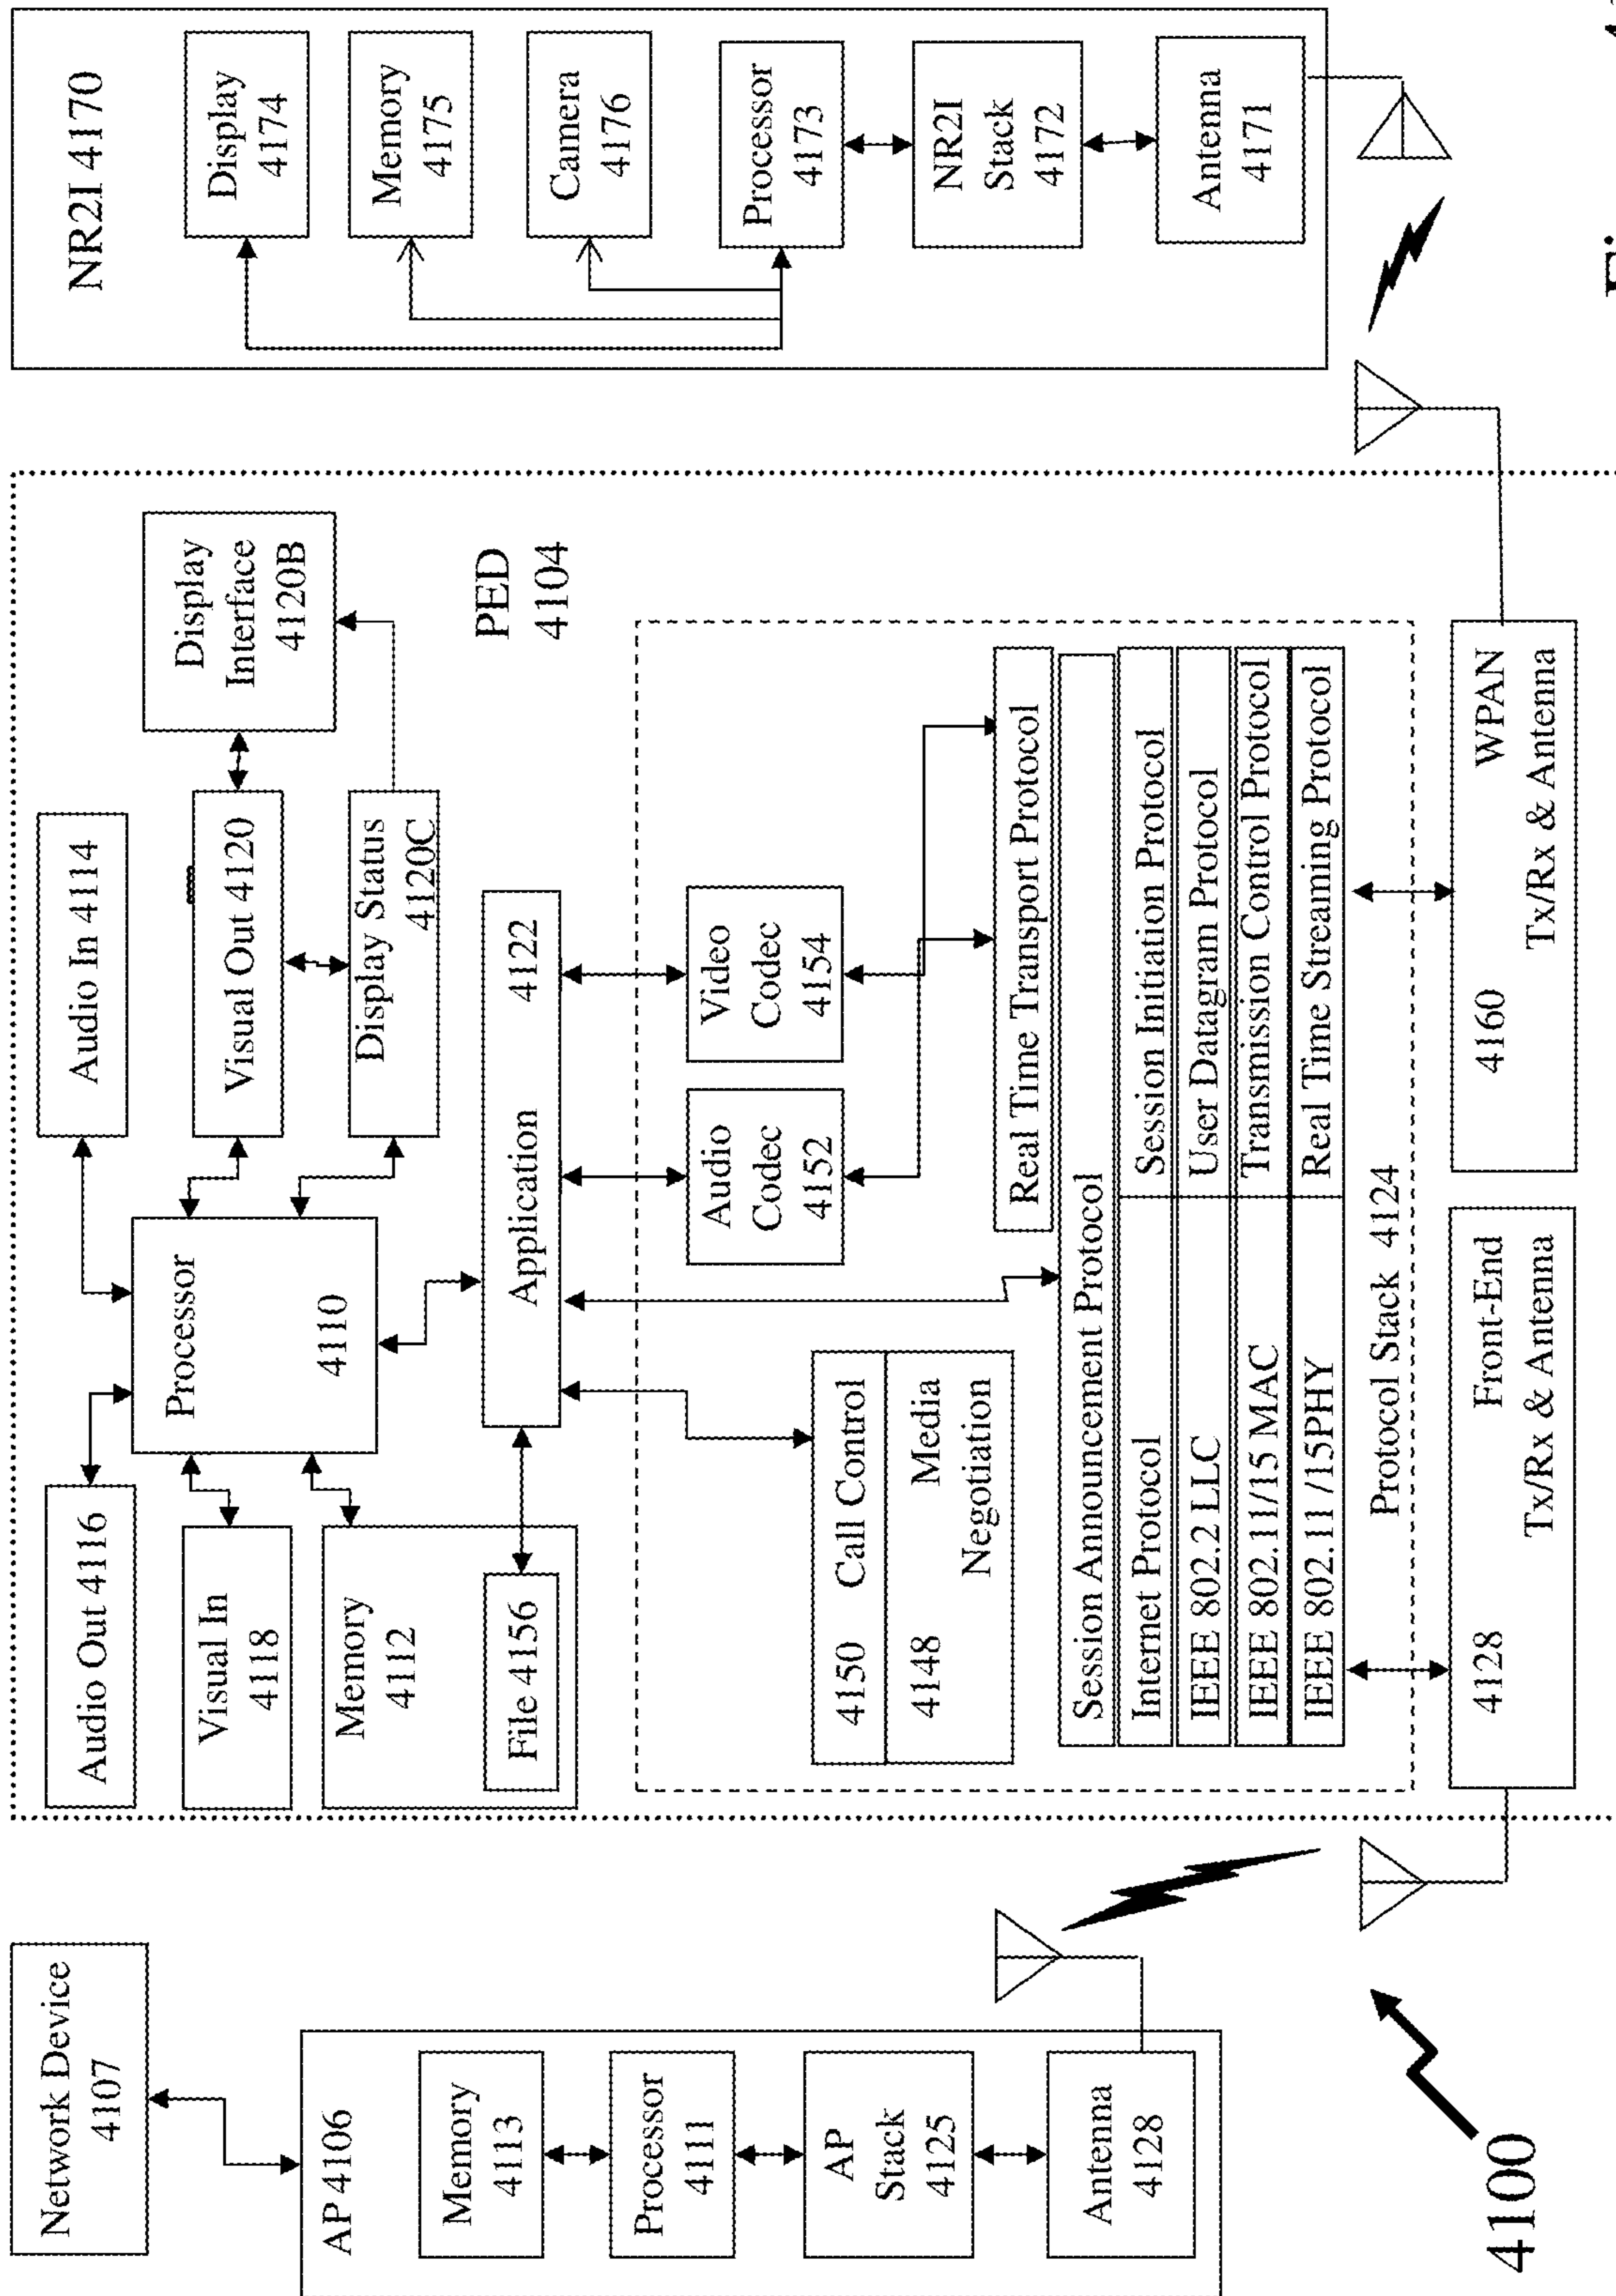 Network Device
4107
AP 4106
Memory
4113
Processor
4111
AP
Stack
4125
Antenna
4128
4100
PED
4104
Audio Out 4116
Visual In
4118
Memory
4112
File 4156
Processor
4110
Audio In 4114
Visual Out 4120
Display Status
4120C
Display
Interface
4120B
Application 4122
4150 Call Control
4148 Media
Negotiation
Audio
Codec
4152
Video
Codec
4154
Real Time Transport Protocol
Session Announcement Protocol
Internet Protocol Session Initiation Protocol
IEEE 802.2 LLC User Datagram Protocol
IEEE 802.11/15 MAC Transmission Control Protocol
IEEE 802.11 /15PHY Real Time Streaming Protocol
Protocol Stack 4124
4128 Front-End
Tx/Rx & Antenna
4160 WPAN
Tx/Rx & Antenna
NR2I 4170
Display
4174
Memory
4175
Camera
4176
Processor
4173
NR2I
Stack
4172
Antenna
4171